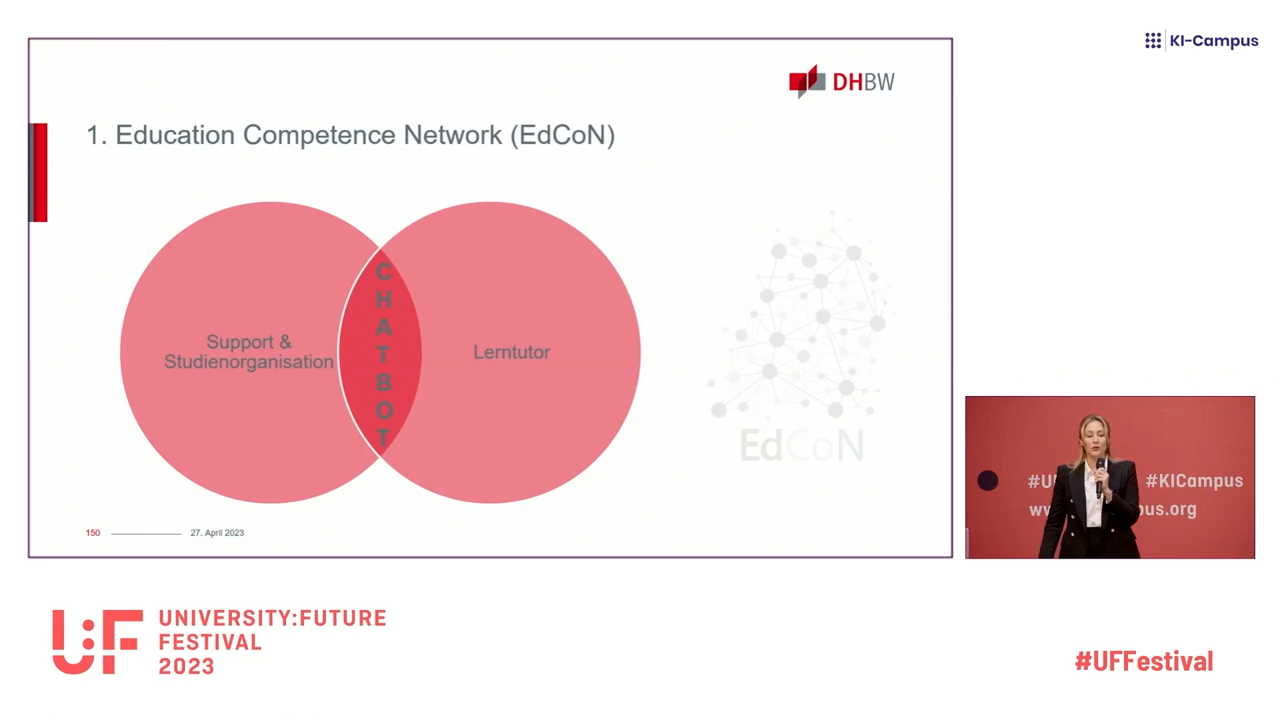 KI-Campus
DHBW
1. Education Competence Network (EdCoN)
Support &
Studienorganisation
C
H
A
T
B
O
T
Lerntutor
EdCoN
150
27. April 2023
#KICampus
U:F
UNIVERSITY:FUTURE
FESTIVAL
2023
#UFFestival